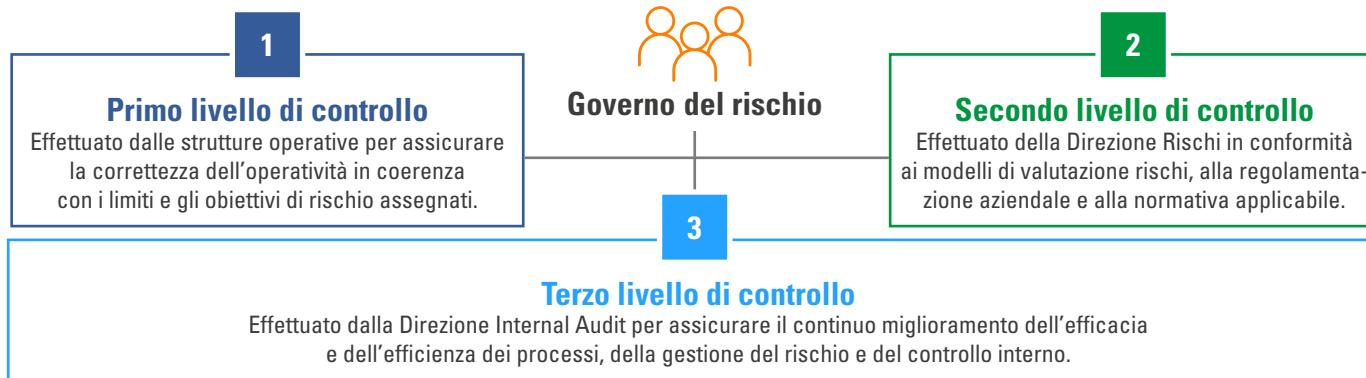 1
Primo livello di controllo
Effettuato dalle strutture operative per assicurare
la correttezza dell’operatività in coerenza
con i limiti e gli obiettivi di rischio assegnati.
Governo del rischio
2
Secondo livello di controllo
Effettuato della Direzione Rischi in conformità
ai modelli di valutazione rischi, alla regolamenta-
zione aziendale e alla normativa applicabile.
3
Terzo livello di controllo
Effettuato dalla Direzione Internal Audit per assicurare il continuo miglioramento dell’efficacia
e dell’efficienza dei processi, della gestione del rischio e del controllo interno.